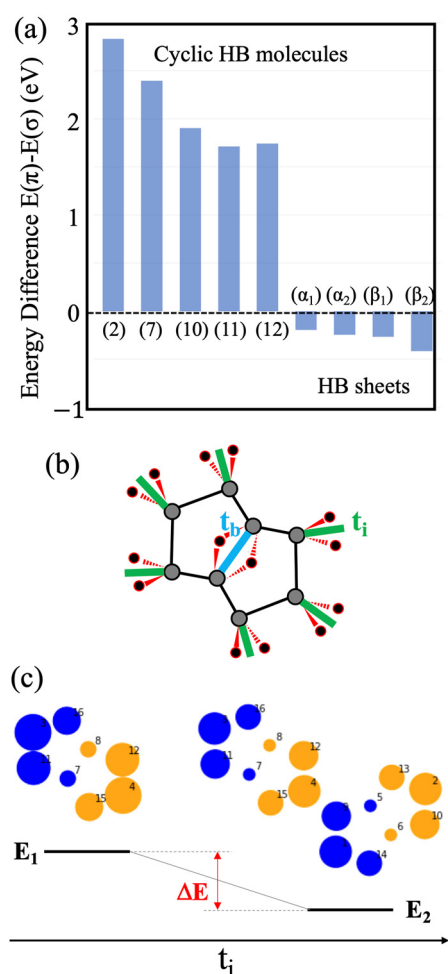 (a)
3
2
1
0
−1
Energy Difference E(π)-E(σ) (eV)
Cyclic HB molecules
(α1) (α2) (β1) (β2)
(2) (7) (10) (11) (12)
HB sheets
(b)
tb
ti
(c)
16
8
12
11
7
4
15
16
8
12
11
7
4
15
13
2
5
10
6
14
E1
ΔE
E2
ti